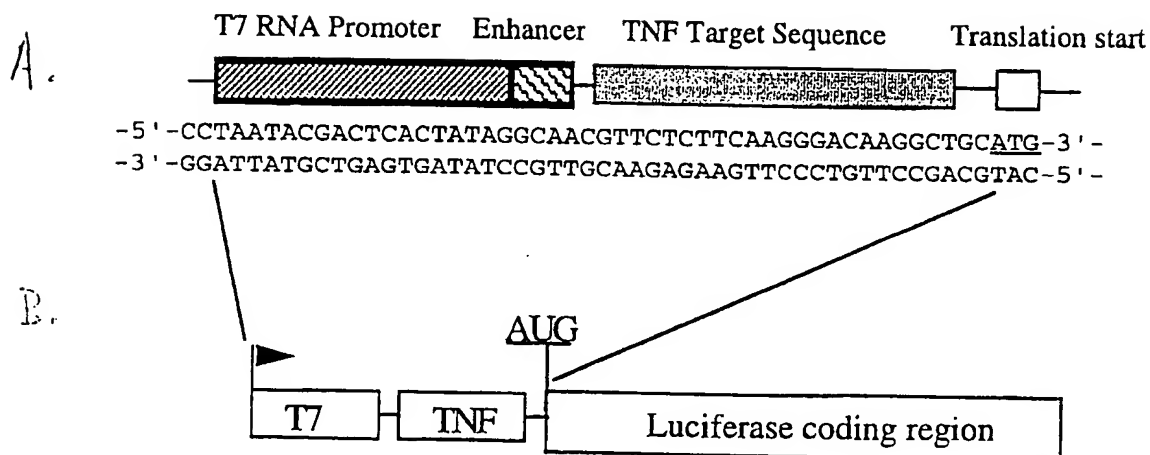 A.
T7 RNA Promoter Enhancer TNF Target Sequence Translation start
-5'-CCTAATACGACTCACTATAGGCAACGTTCTCTTCAAGGGACAAGGCTGCATG-3'-
-3'-GGATTATGCTGAGTGATATCCGTTGCAAGAGAAGTTCCCTGTTCCGACGTAC-5'-
B.
AUG
T7 TNF Luciferase coding region